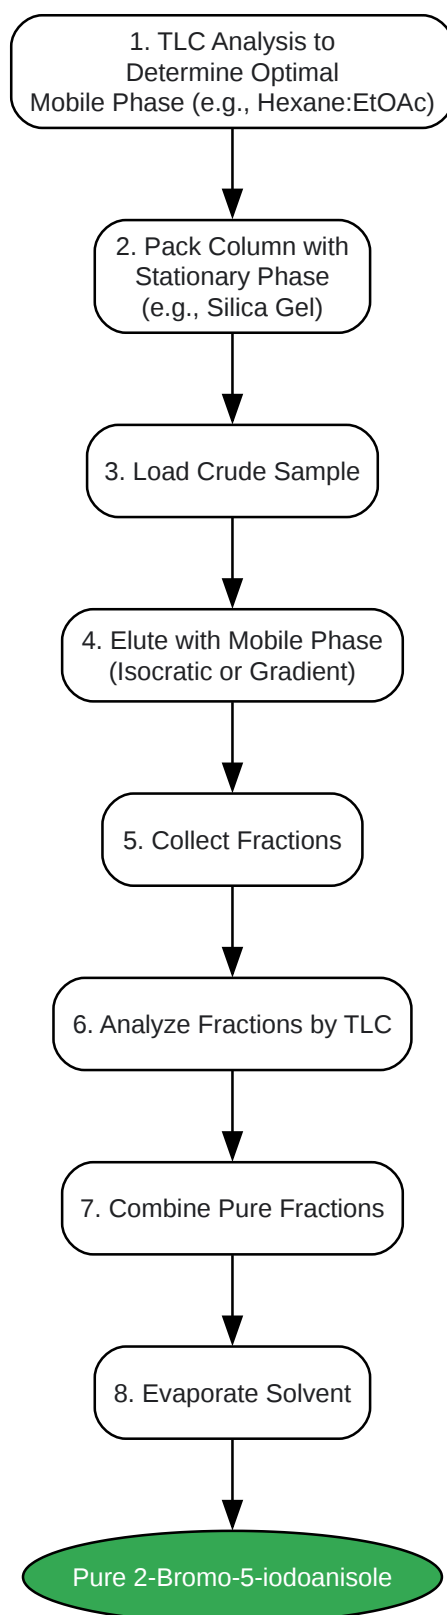 1. TLC Analysis to
Determine Optimal
Mobile Phase (e.g., Hexane:EtOAc)
2. Pack Column with
Stationary Phase
(e.g., Silica Gel)
3. Load Crude Sample
4. Elute with Mobile Phase
(Isocratic or Gradient)
5. Collect Fractions
6. Analyze Fractions by TLC
7. Combine Pure Fractions
8. Evaporate Solvent
Pure 2-Bromo-5-iodoanisole